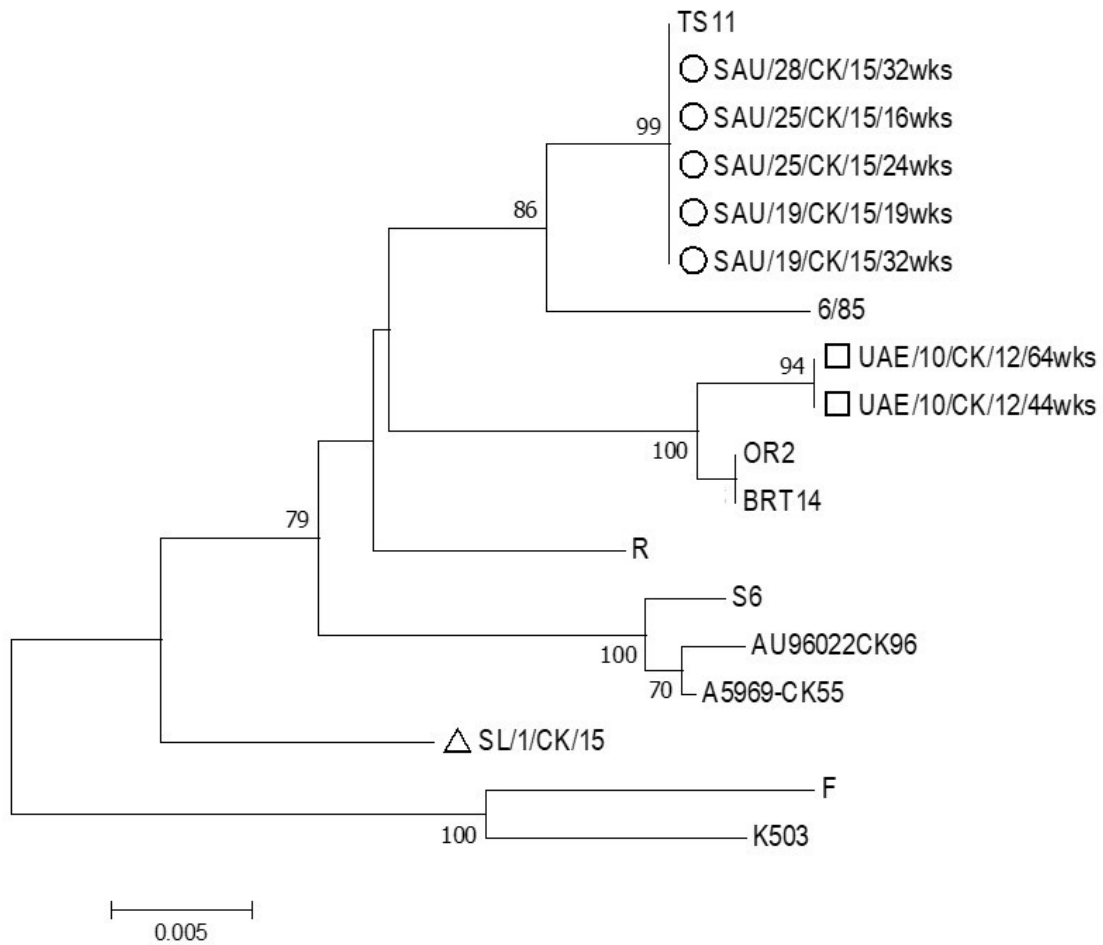 TS11
SAU/28/CK/15/32wks
99
SAU/25/CK/15/16wks
SAU/25/CK/15/24wks
86
SAU/19/CK/15/19wks
SAU/19/CK/15/32wks
6/85
94
UAE/10/CK/12/64wks
UAE/10/CK/12/44wks
100
OR2
BRT14
79
R
S6
100
AU96022CK96
70
A5969-CK55
SL/1/CK/15
F
100
K503
0.005